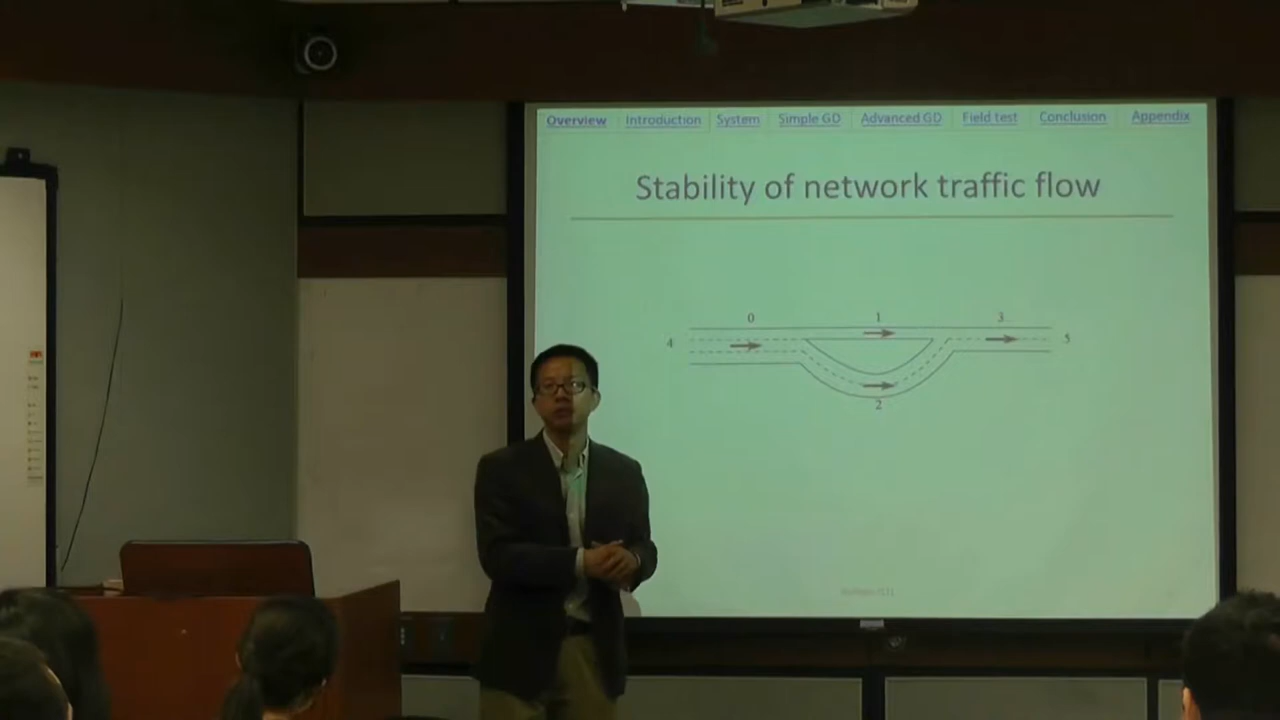 Overview Introduction System Simple GD Advanced GD Field test Conclusion Appendix
Stability of network traffic flow
0 1 3
4 5
2